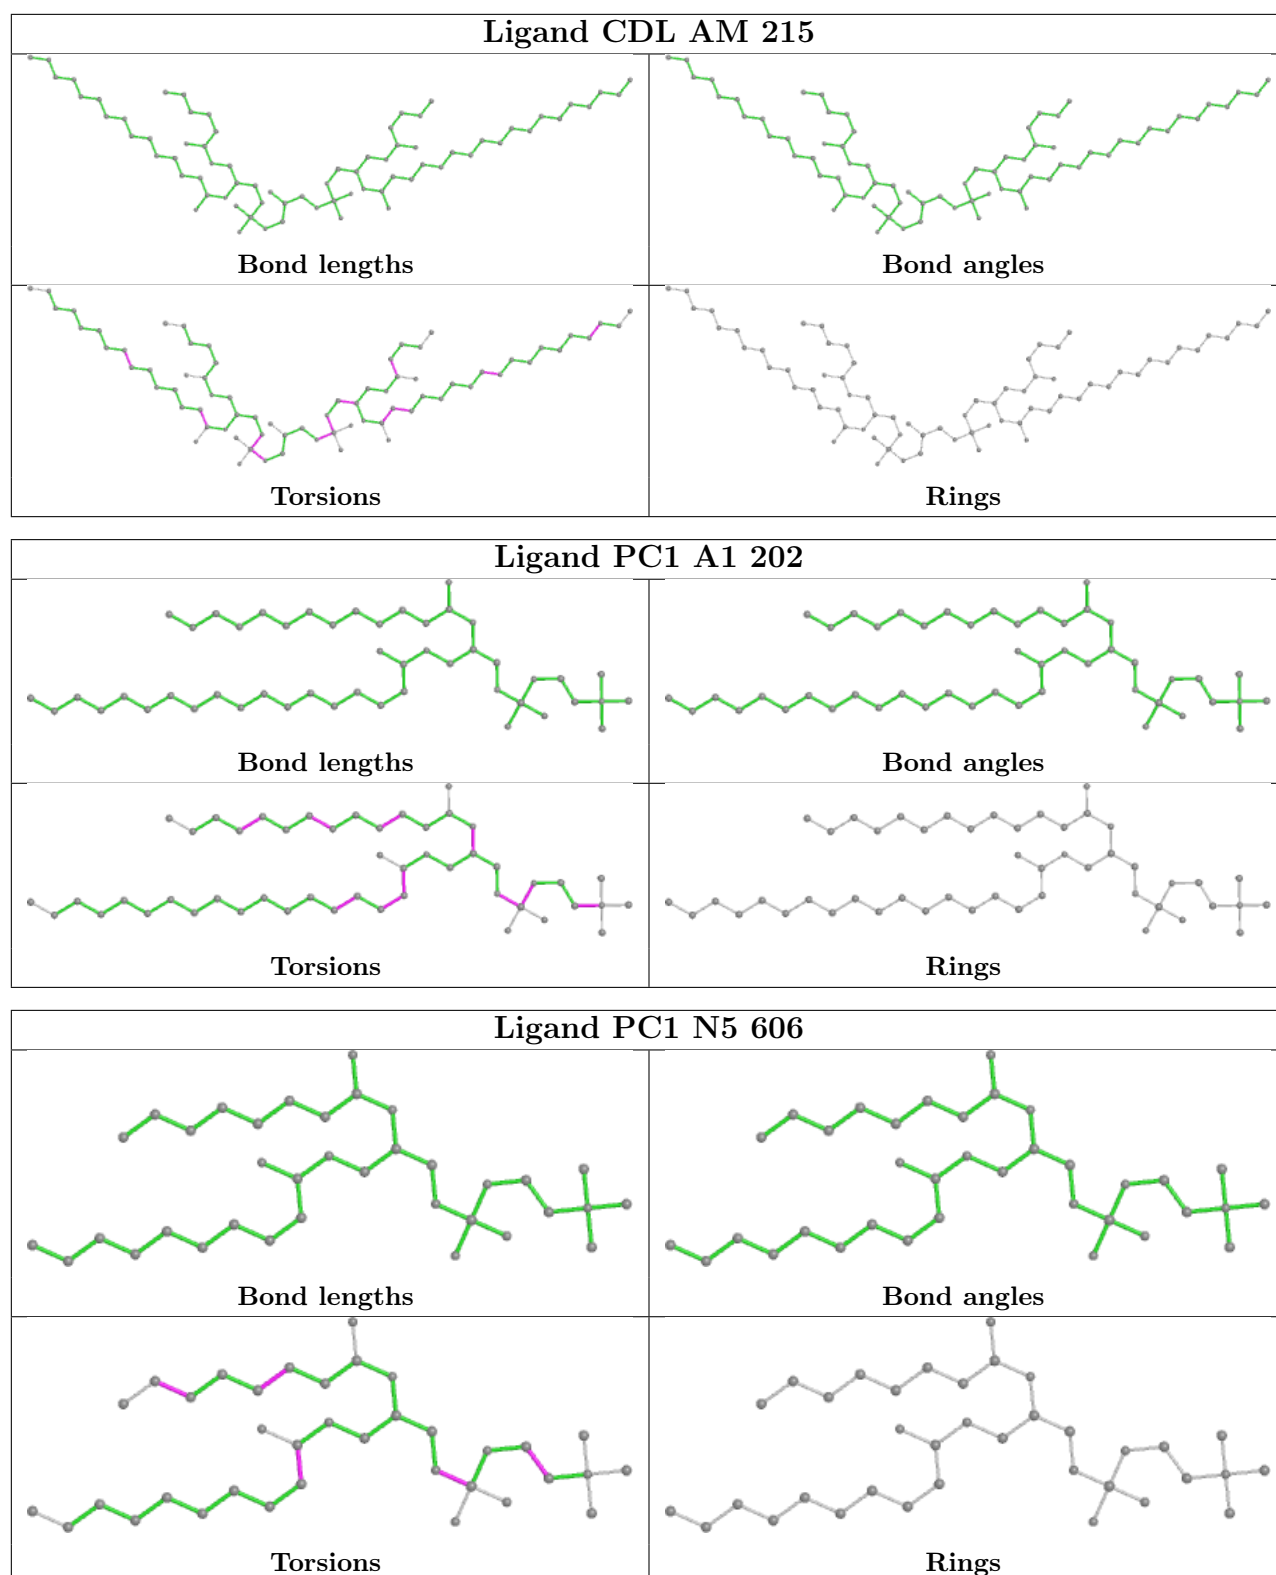 Ligand CDL AM 215
Bond lengths
Bond angles
Torsions
Rings
Ligand PC1 A1 202
Bond lengths
Bond angles
Torsions
Rings
Ligand PC1 N5 606
Bond lengths
Bond angles
Torsions
Rings